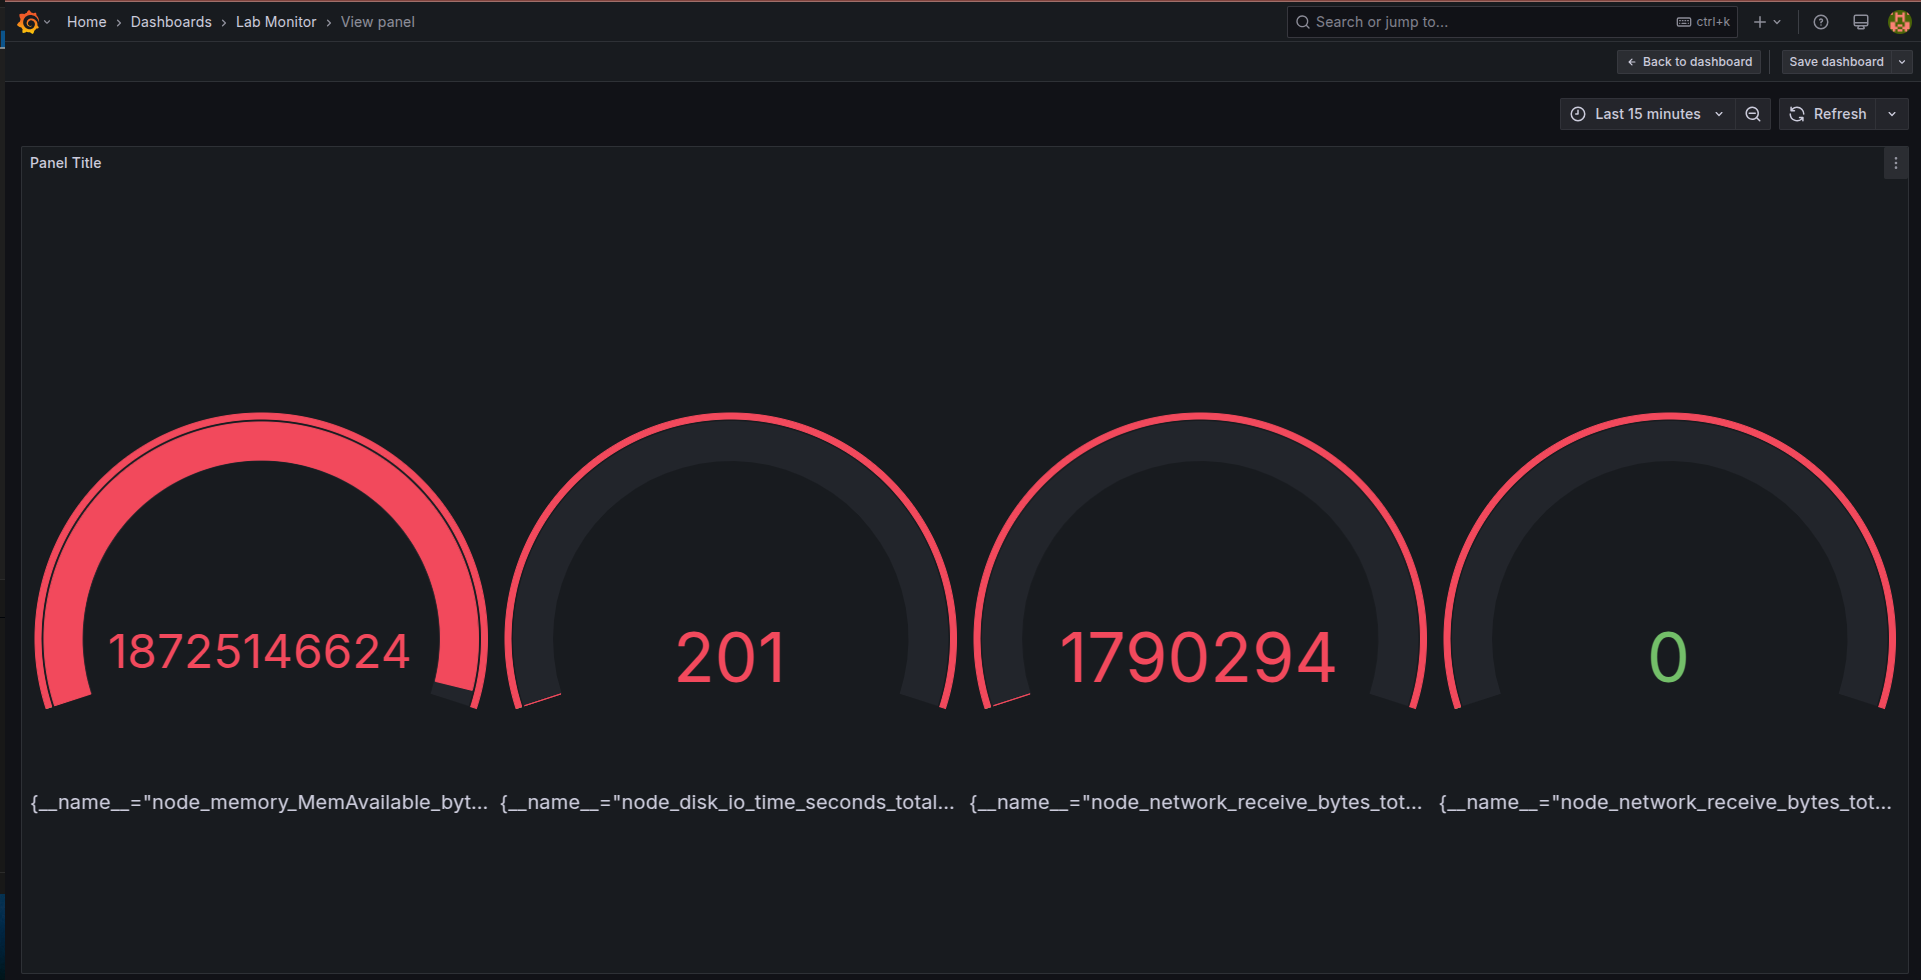 Home › Dashboards › Lab Monitor › View panel
Search or jump to... ctrl+k
Back to dashboard
Save dashboard
Last 15 minutes
Refresh
Panel Title
18725146624
201
1790294
0
{__name__="node_memory_MemAvailable_byt...
{__name__="node_disk_io_time_seconds_total...
{__name__="node_network_receive_bytes_tot...
{__name__="node_network_receive_bytes_tot...